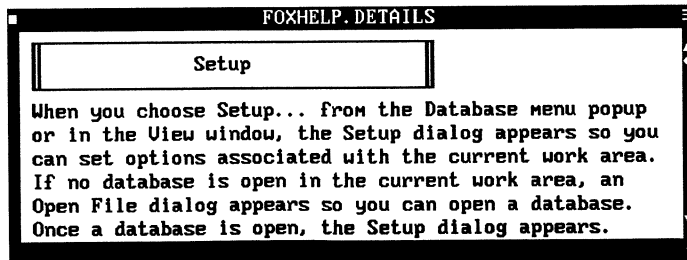 FOXHELP.DETAILS
Setup
When you choose Setup... from the Database menu popup
or in the View window, the Setup dialog appears so you
can set options associated with the current work area.
If no database is open in the current work area, an
Open File dialog appears so you can open a database.
Once a database is open, the Setup dialog appears.